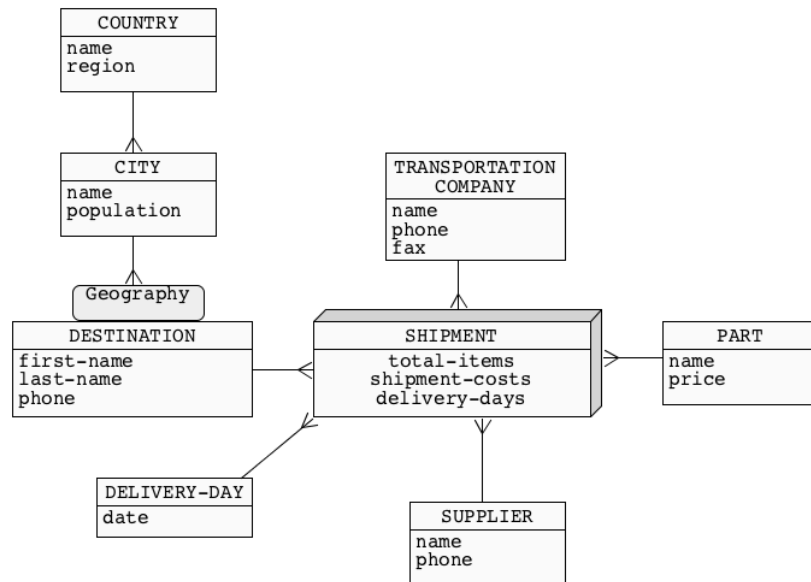 COUNTRY
name
region
CITY
name
population
Geography
DESTINATION
first-name
last-name
phone
TRANSPORTATION
COMPANY
name
phone
fax
SHIPMENT
total-items
shipment-costs
delivery-days
PART
name
price
DELIVERY-DAY
date
SUPPLIER
name
phone